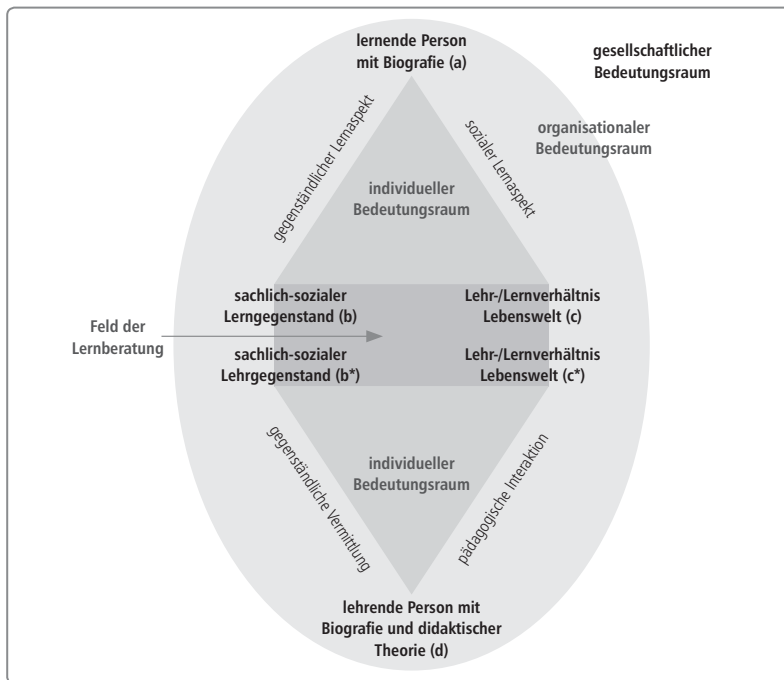 lernende Person
mit Biografie (a)
gesellschaftlicher
Bedeutungsraum
organisationaler
Bedeutungsraum
gegenständlicher Lernaspekt
sozialer Lernaspekt
individueller
Bedeutungsraum
sachlich-sozialer
Lerngegenstand (b)
Lehr-/Lernverhältnis
Lebenswelt (c)
Feld der
Lernberatung
sachlich-sozialer
Lehrgegenstand (b*)
Lehr-/Lernverhältnis
Lebenswelt (c*)
gegenständliche Vermittlung
individueller
Bedeutungsraum
pädagogische Interaktion
lehrende Person mit
Biografie und didaktischer
Theorie (d)